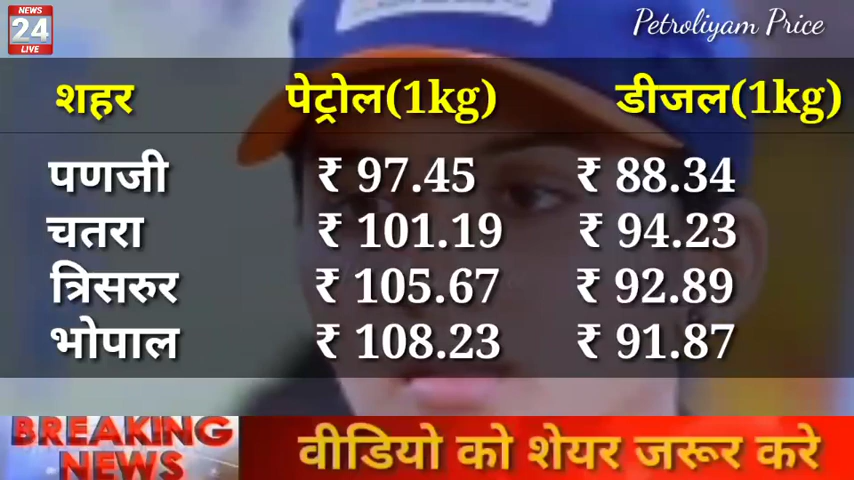 NEWS
24
LIVE
Petroliyam Price
शहर पेट्रोल(1kg) डीजल(1kg)
पणजी ₹ 97.45 ₹ 88.34
चतरा ₹ 101.19 ₹ 94.23
त्रिसरुर ₹ 105.67 ₹ 92.89
भोपाल ₹ 108.23 ₹ 91.87
BREAKING
NEWS
वीडियो को शेयर जरूर करे